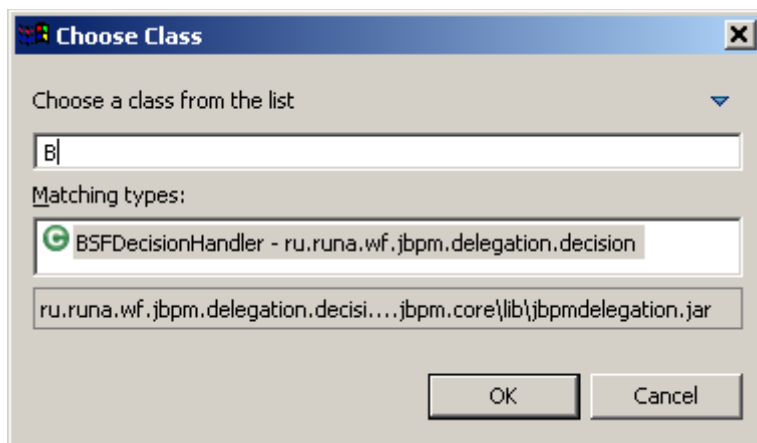 Choose Class
Choose a class from the list
B
Matching types:
BSFDecisionHandler - ru.runa.wf.jbpm.delegation.decision
ru.runa.wf.jbpm.delegation.decisi....jbpm.core\lib\jbpmdelegation.jar
OK Cancel